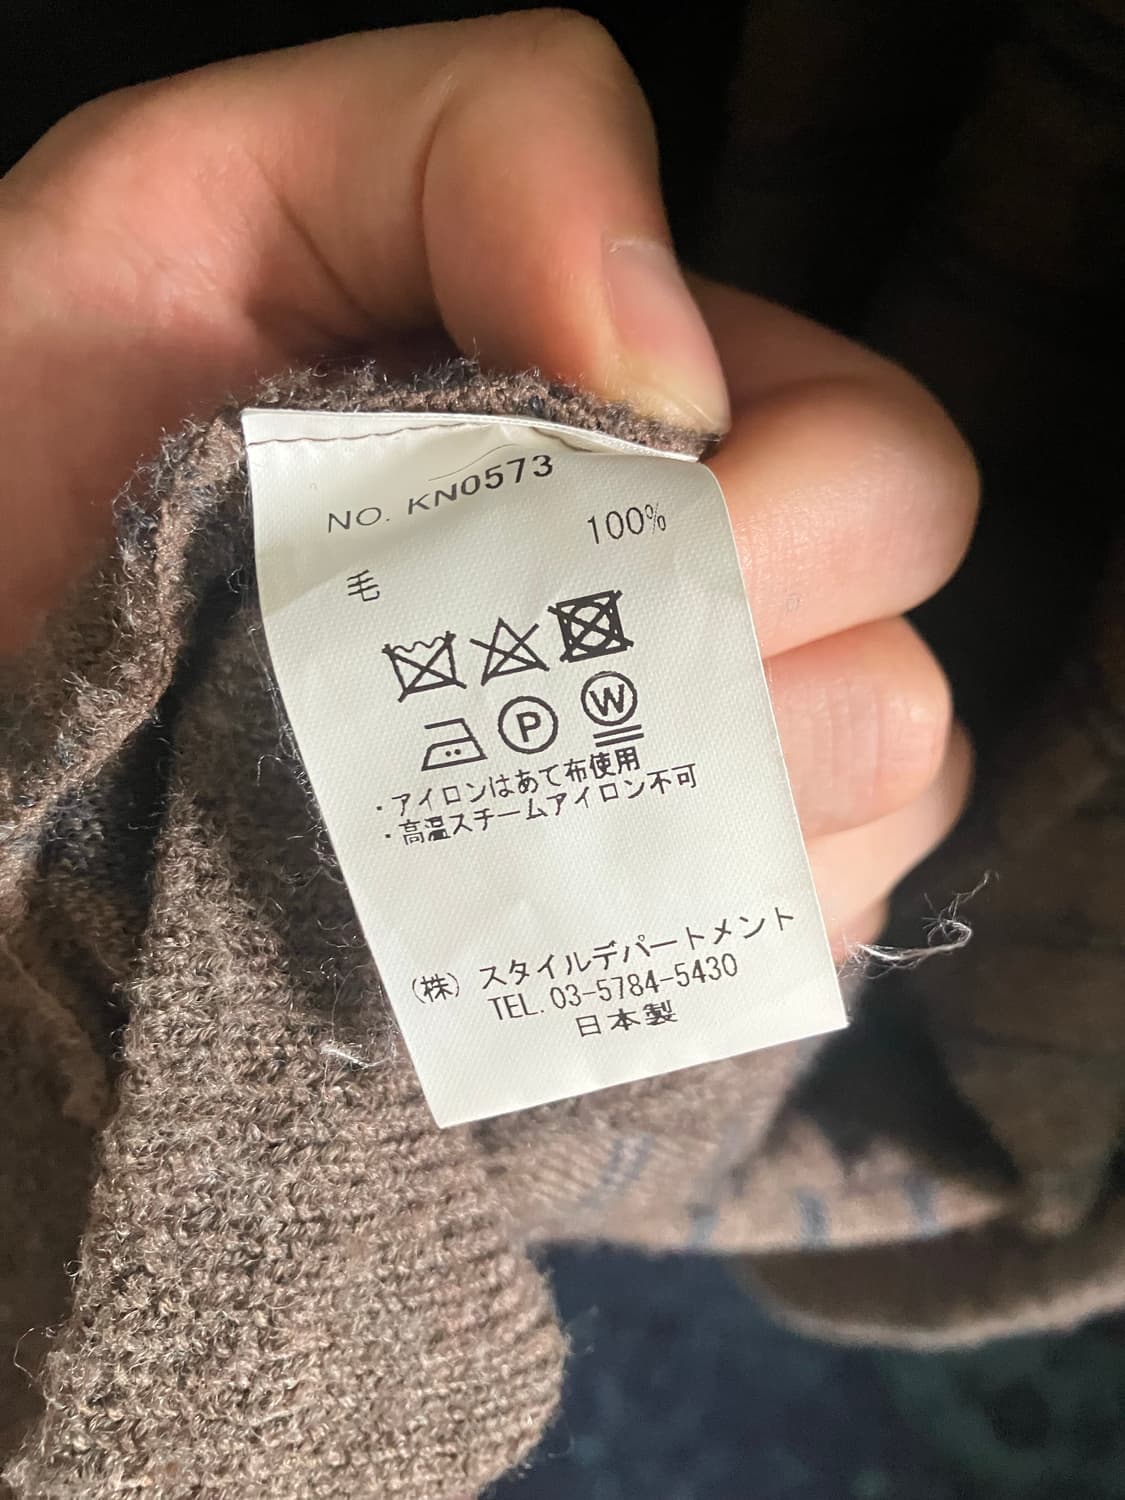 NO. KN0573
100%
毛
P
W
・アイロンはあて布使用
・高温スチームアイロン不可
(株) スタイルデパートメント
TEL. 03-5784-5430
日本製